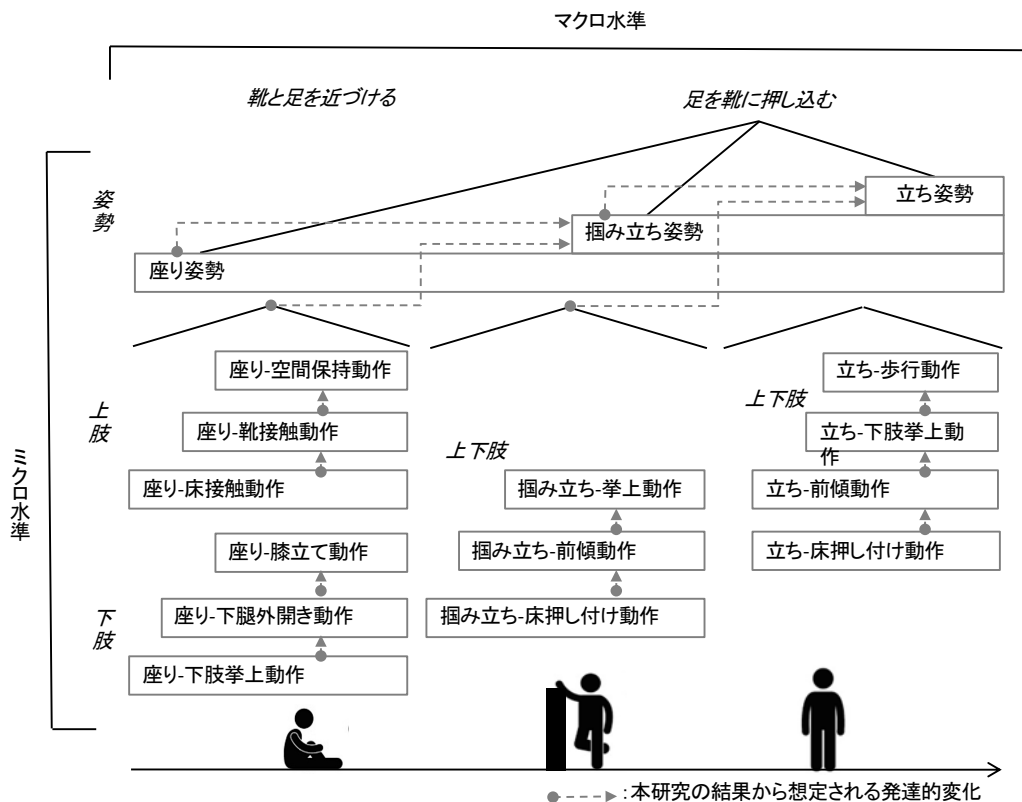 マクロ水準
靴と足を近づける
足を靴に押し込む
姿勢
立ち姿勢
掴み立ち姿勢
座り姿勢
ミクロ水準
上肢
座り-空間保持動作
座り-靴接触動作
座り-床接触動作
下肢
座り-膝立て動作
座り-下腿外開き動作
座り-下肢挙上動作
上下肢
掴み立ち-挙上動作
掴み立ち-前傾動作
掴み立ち-床押し付け動作
上下肢
立ち-歩行動作
立ち-下肢挙上動
作
立ち-前傾動作
立ち-床押し付け動作
:本研究の結果から想定される発達的変化